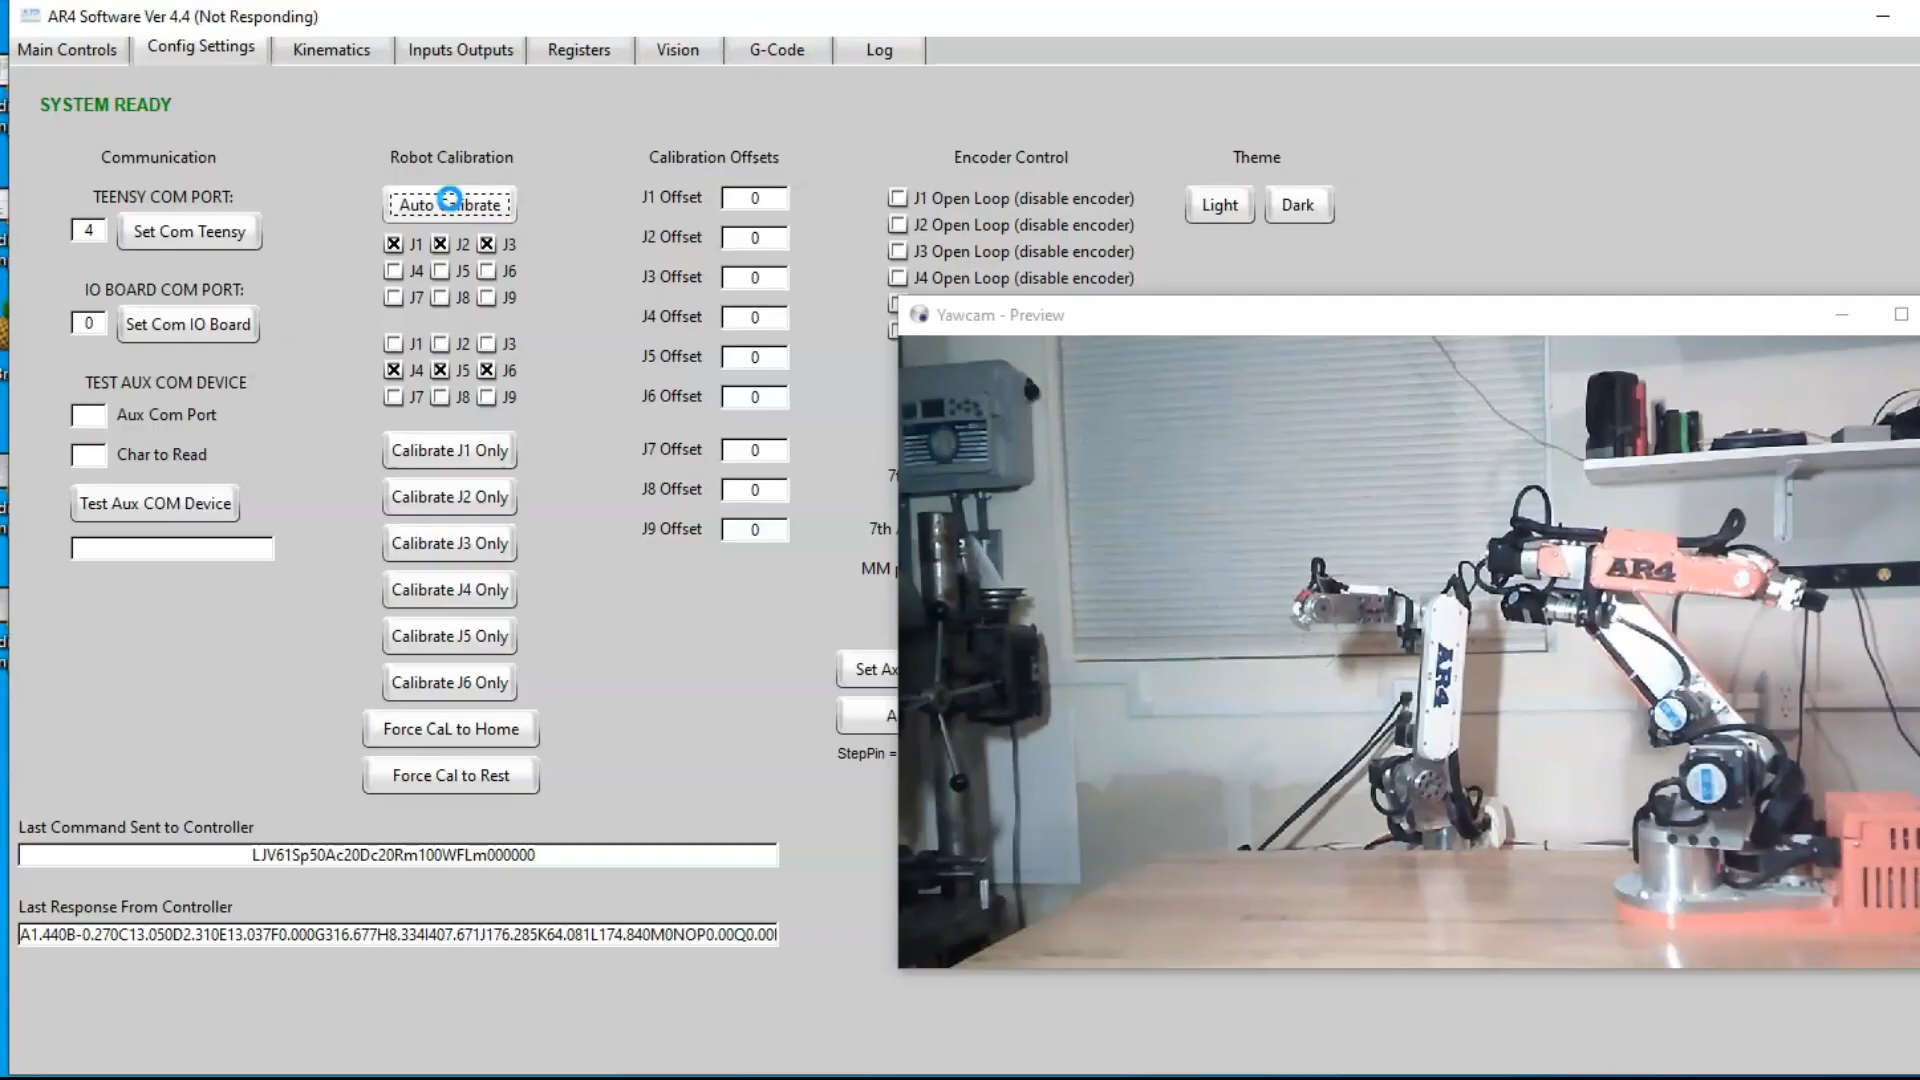 AR4 Software Ver 4.4 (Not Responding)
Main Controls Config Settings Kinematics Inputs Outputs Registers Vision G-Code Log
SYSTEM READY
Communication
TEENSY COM PORT:
4 Set Com Teensy
IO BOARD COM PORT:
0 Set Com IO Board
TEST AUX COM DEVICE
Aux Com Port
Char to Read
Test Aux COM Device
Robot Calibration
Auto Calibrate
J1 J2 J3
J4 J5 J6
J7 J8 J9
J1 J2 J3
J4 J5 J6
J7 J8 J9
Calibrate J1 Only
Calibrate J2 Only
Calibrate J3 Only
Calibrate J4 Only
Calibrate J5 Only
Calibrate J6 Only
Force CaL to Home
Force Cal to Rest
Calibration Offsets
J1 Offset 0
J2 Offset 0
J3 Offset 0
J4 Offset 0
J5 Offset 0
J6 Offset 0
J7 Offset 0
J8 Offset 0
J9 Offset 0
Encoder Control
J1 Open Loop (disable encoder)
J2 Open Loop (disable encoder)
J3 Open Loop (disable encoder)
J4 Open Loop (disable encoder)
7th
MM
Set
StepPin =
Theme
Light Dark
Yawcam - Preview
AR4
AR4
Last Command Sent to Controller
LJV61Sp50Ac20Dc20Rm100WFLm000000
Last Response From Controller
A1.440B-0.270C13.050D2.310E13.037F0.000G316.677H8.334I407.671J176.285K64.081L174.840M0NOP0.00Q0.00